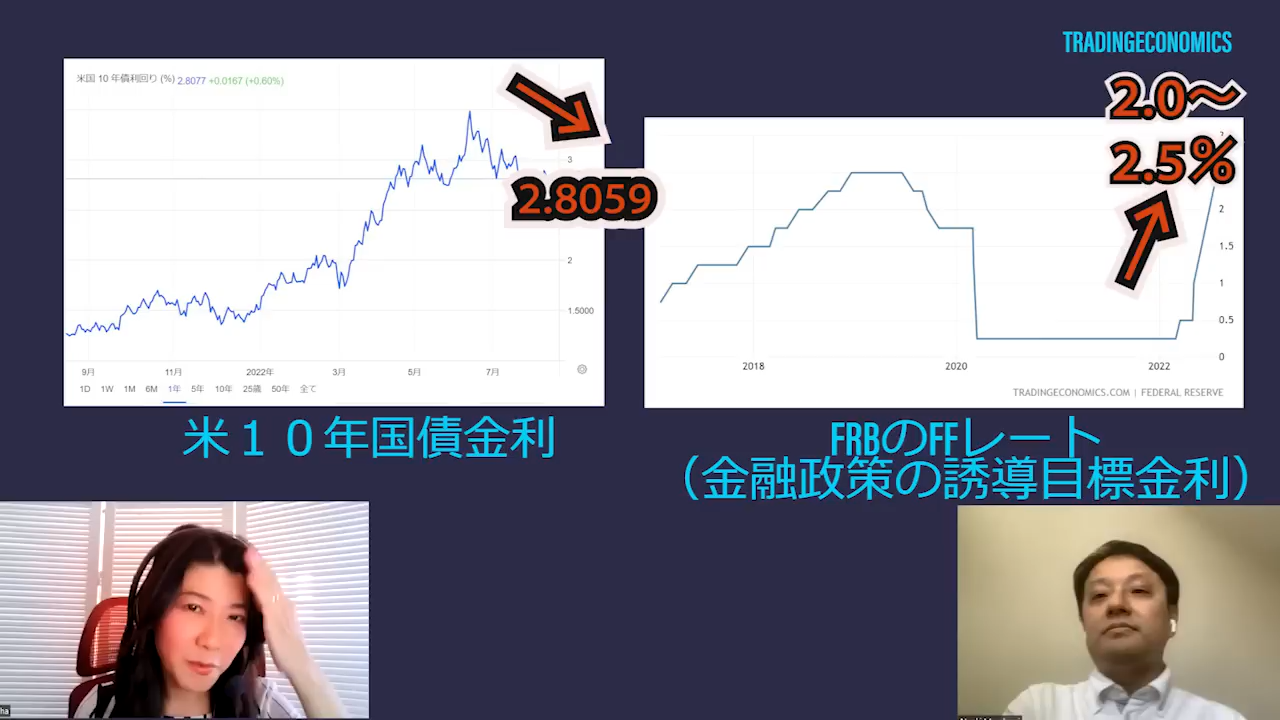 TRADINGECONOMICS
米国 10 年債利回り (%) 2.8077 +0.0167 (+0.60%)
3
2
1.5000
9月 11月 2022年 3月 5月 7月
1D 1W 1M 6M 1年 5年 10年 25歳 50年 全て
2.8059
米１０年国債金利
2.0～
2.5%
3
2
1.5
1
0.5
0
2018 2020 2022
TRADINGECONOMICS.COM | FEDERAL RESERVE
FRBのFFレート
（金融政策の誘導目標金利）